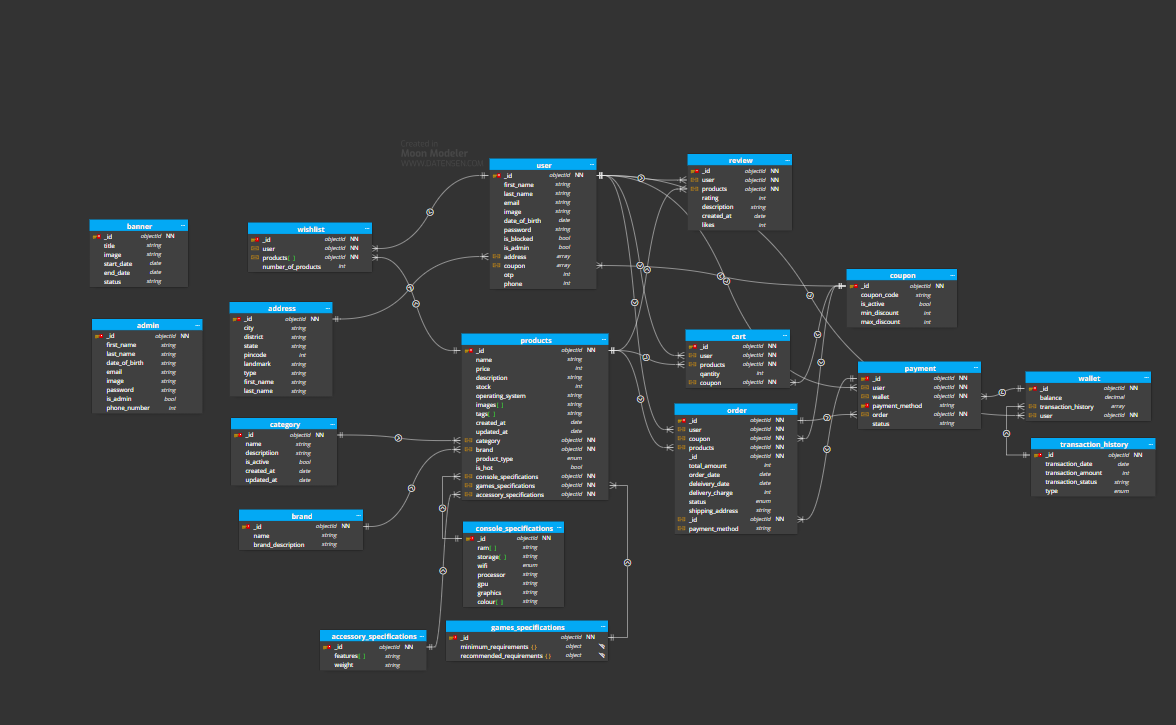 Created in
Moon Modeler
WWW.DATENSEN.COM
user
_id objectId NN
first_name string
last_name string
email string
image string
date_of_birth date
password string
is_blocked bool
is_admin bool
address array
coupon array
otp int
phone int
review
_id objectId NN
user objectId NN
products objectId NN
rating int
description string
created_at date
likes int
banner
_id objectId NN
title string
image string
start_date date
end_date date
status string
wishlist
_id objectId NN
user objectId NN
products[ ] objectId NN
number_of_products int
coupon
_id objectId NN
coupon_code string
is_active bool
min_discount int
max_discount int
address
_id objectId NN
city string
district string
state string
pincode int
landmark string
type string
first_name string
last_name string
admin
_id objectId NN
first_name string
last_name string
date_of_birth date
email string
image string
password string
is_admin bool
phone_number int
products
_id objectId NN
name string
price int
description string
stock int
operating_system string
images[ ] string
tags[ ] string
created_at date
updated_at date
category objectId NN
brand objectId NN
product_type enum
is_hot bool
console_specifications objectId NN
games_specifications objectId NN
accessory_specifications objectId NN
cart
_id objectId NN
user objectId NN
products objectId NN
qantity int
coupon objectId NN
payment
_id objectId NN
user objectId NN
wallet objectId NN
payment_method string
order objectId NN
status string
wallet
_id objectId NN
balance decimal
transaction_history array
user objectId NN
order
_id objectId NN
user objectId NN
coupon objectId NN
products objectId NN
_id objectId NN
total_amount int
order_date date
deleivery_date date
delivery_charge int
status enum
shipping_address string
_id objectId NN
payment_method string
category
_id objectId NN
name string
description string
is_active bool
created_at date
updated_at date
transaction_history
_id objectId NN
transaction_date date
transaction_amount int
transaction_status string
type enum
brand
_id objectId NN
name string
brand_description string
console_specifications
_id objectId NN
ram[ ] string
storage[ ] string
wifi enum
processor string
gpu string
graphics string
colour[ ] string
games_specifications
_id objectId NN
minimum_requirements {} object
recommended_requirements {} object
accessory_specifications
_id objectId NN
features[ ] string
weight string